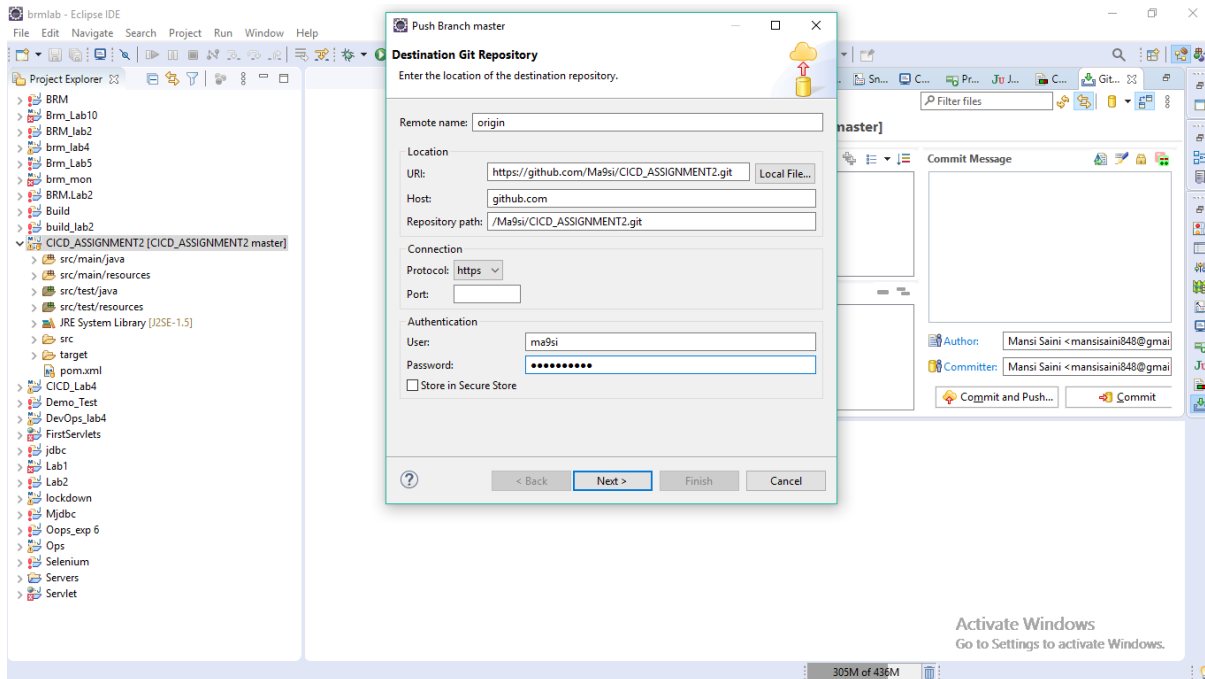 brmlab - Eclipse IDE
File Edit Navigate Search Project Run Window Help
Project Explorer
BRM
Brm_Lab10
BRM_lab2
brm_lab4
Brm_Lab5
brm_mon
BRM.Lab2
Build
build_lab2
CICD_ASSIGNMENT2 [CICD_ASSIGNMENT2 master]
src/main/java
src/main/resources
src/test/java
src/test/resources
JRE System Library [J2SE-1.5]
src
target
pom.xml
CICD_Lab4
Demo_Test
DevOps_lab4
FirstServlets
jdbc
Lab1
Lab2
lockdown
Mjdbc
Oops_exp 6
Ops
Selenium
Servers
Servlet
Push Branch master
Destination Git Repository
Enter the location of the destination repository.
Remote name: origin
Location
URI: https://github.com/Ma9si/CICD_ASSIGNMENT2.git Local File...
Host: github.com
Repository path: /Ma9si/CICD_ASSIGNMENT2.git
Connection
Protocol: https
Port:
Authentication
User: ma9si
Password: ●●●●●●●●●●
Store in Secure Store
< Back Next > Finish Cancel
Sn... C... Pr... Ju J... C... Git...
Filter files
master]
Commit Message
Author: Mansi Saini <mansisaini848@gmai
Committer: Mansi Saini <mansisaini848@gmai
Commit and Push... Commit
Activate Windows
Go to Settings to activate Windows.
305M of 436M